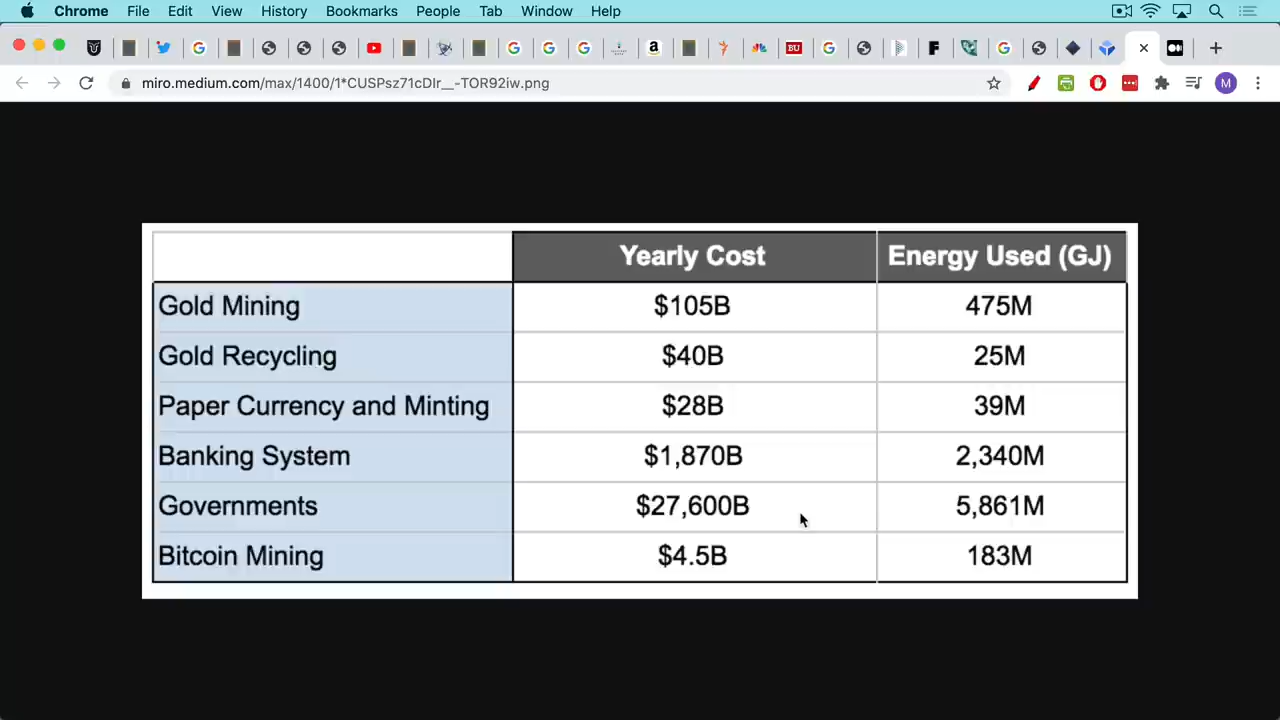 Chrome File Edit View History Bookmarks People Tab Window Help
miro.medium.com/max/1400/1*CUSPsz71cDIr__-TOR92iw.png
M
Yearly Cost Energy Used (GJ)
Gold Mining $105B 475M
Gold Recycling $40B 25M
Paper Currency and Minting $28B 39M
Banking System $1,870B 2,340M
Governments $27,600B 5,861M
Bitcoin Mining $4.5B 183M